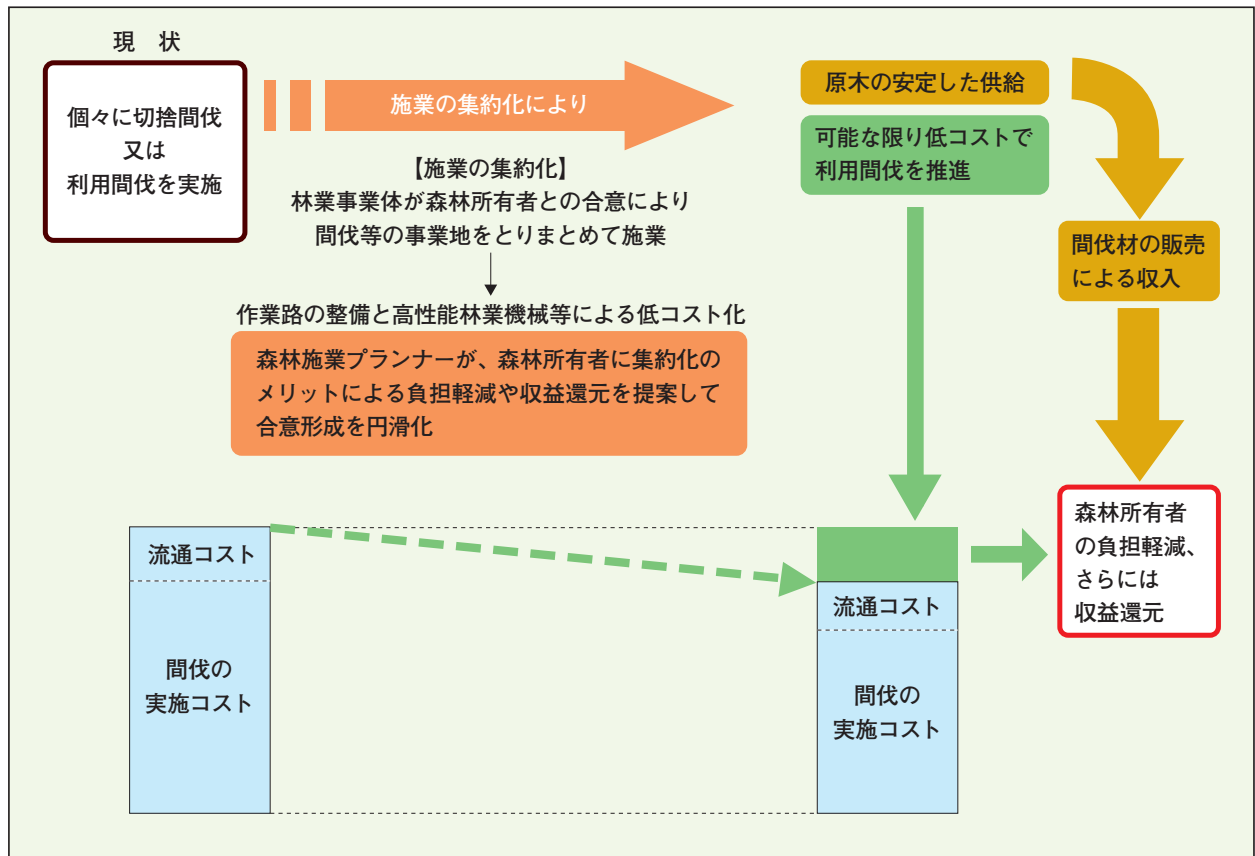 現　状
個々に切捨間伐
又は
利用間伐を実施
施業の集約化により
【施業の集約化】
林業事業体が森林所有者との合意により
間伐等の事業地をとりまとめて施業
作業路の整備と高性能林業機械等による低コスト化
森林施業プランナーが、森林所有者に集約化の
メリットによる負担軽減や収益還元を提案して
合意形成を円滑化
原木の安定した供給
可能な限り低コストで
利用間伐を推進
間伐材の販売
による収入
森林所有者
の負担軽減、
さらには
収益還元
流通コスト
間伐の
実施コスト
流通コスト
間伐の
実施コスト